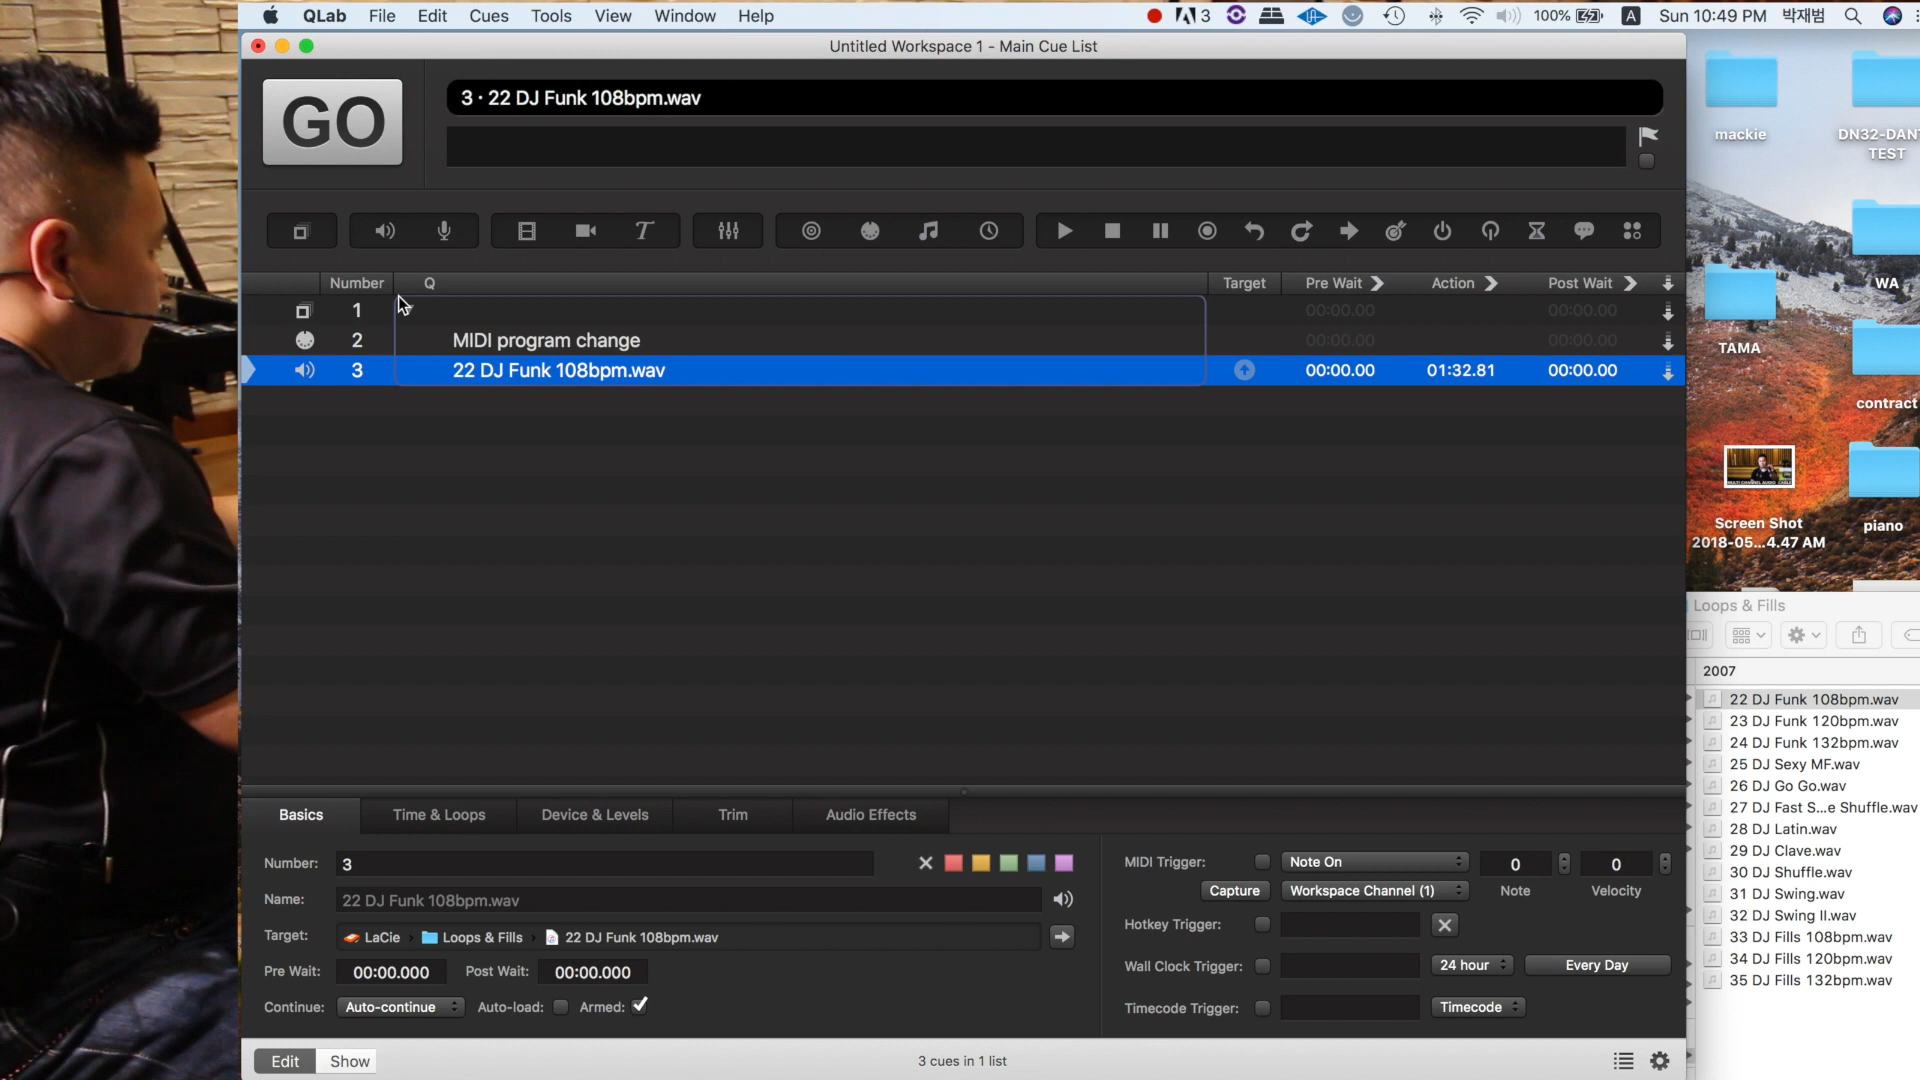 QLab File Edit Cues Tools View Window Help
3 100% A Sun 10:49 PM 박재범
Untitled Workspace 1 - Main Cue List
GO
3 · 22 DJ Funk 108bpm.wav
Number Q Target Pre Wait Action Post Wait
1 00:00.00 00:00.00
2 MIDI program change 00:00.00 00:00.00
3 22 DJ Funk 108bpm.wav 00:00.00 01:32.81 00:00.00
Basics Time & Loops Device & Levels Trim Audio Effects
Number: 3
Name: 22 DJ Funk 108bpm.wav
Target: LaCie Loops & Fills 22 DJ Funk 108bpm.wav
Pre Wait: 00:00.000 Post Wait: 00:00.000
Continue: Auto-continue Auto-load: Armed:
MIDI Trigger: Note On 0 0
Capture Workspace Channel (1) Note Velocity
Hotkey Trigger:
Wall Clock Trigger: 24 hour Every Day
Timecode Trigger: Timecode
Edit Show 3 cues in 1 list
mackie
DN32-DAN
TEST
WA
TAMA
contract
Screen Shot
2018-05...4.47 AM
piano
MULTI CHANNEL AUDIO CABLE
Loops & Fills
2007
22 DJ Funk 108bpm.wav
23 DJ Funk 120bpm.wav
24 DJ Funk 132bpm.wav
25 DJ Sexy MF.wav
26 DJ Go Go.wav
27 DJ Fast S...e Shuffle.wav
28 DJ Latin.wav
29 DJ Clave.wav
30 DJ Shuffle.wav
31 DJ Swing.wav
32 DJ Swing II.wav
33 DJ Fills 108bpm.wav
34 DJ Fills 120bpm.wav
35 DJ Fills 132bpm.wav